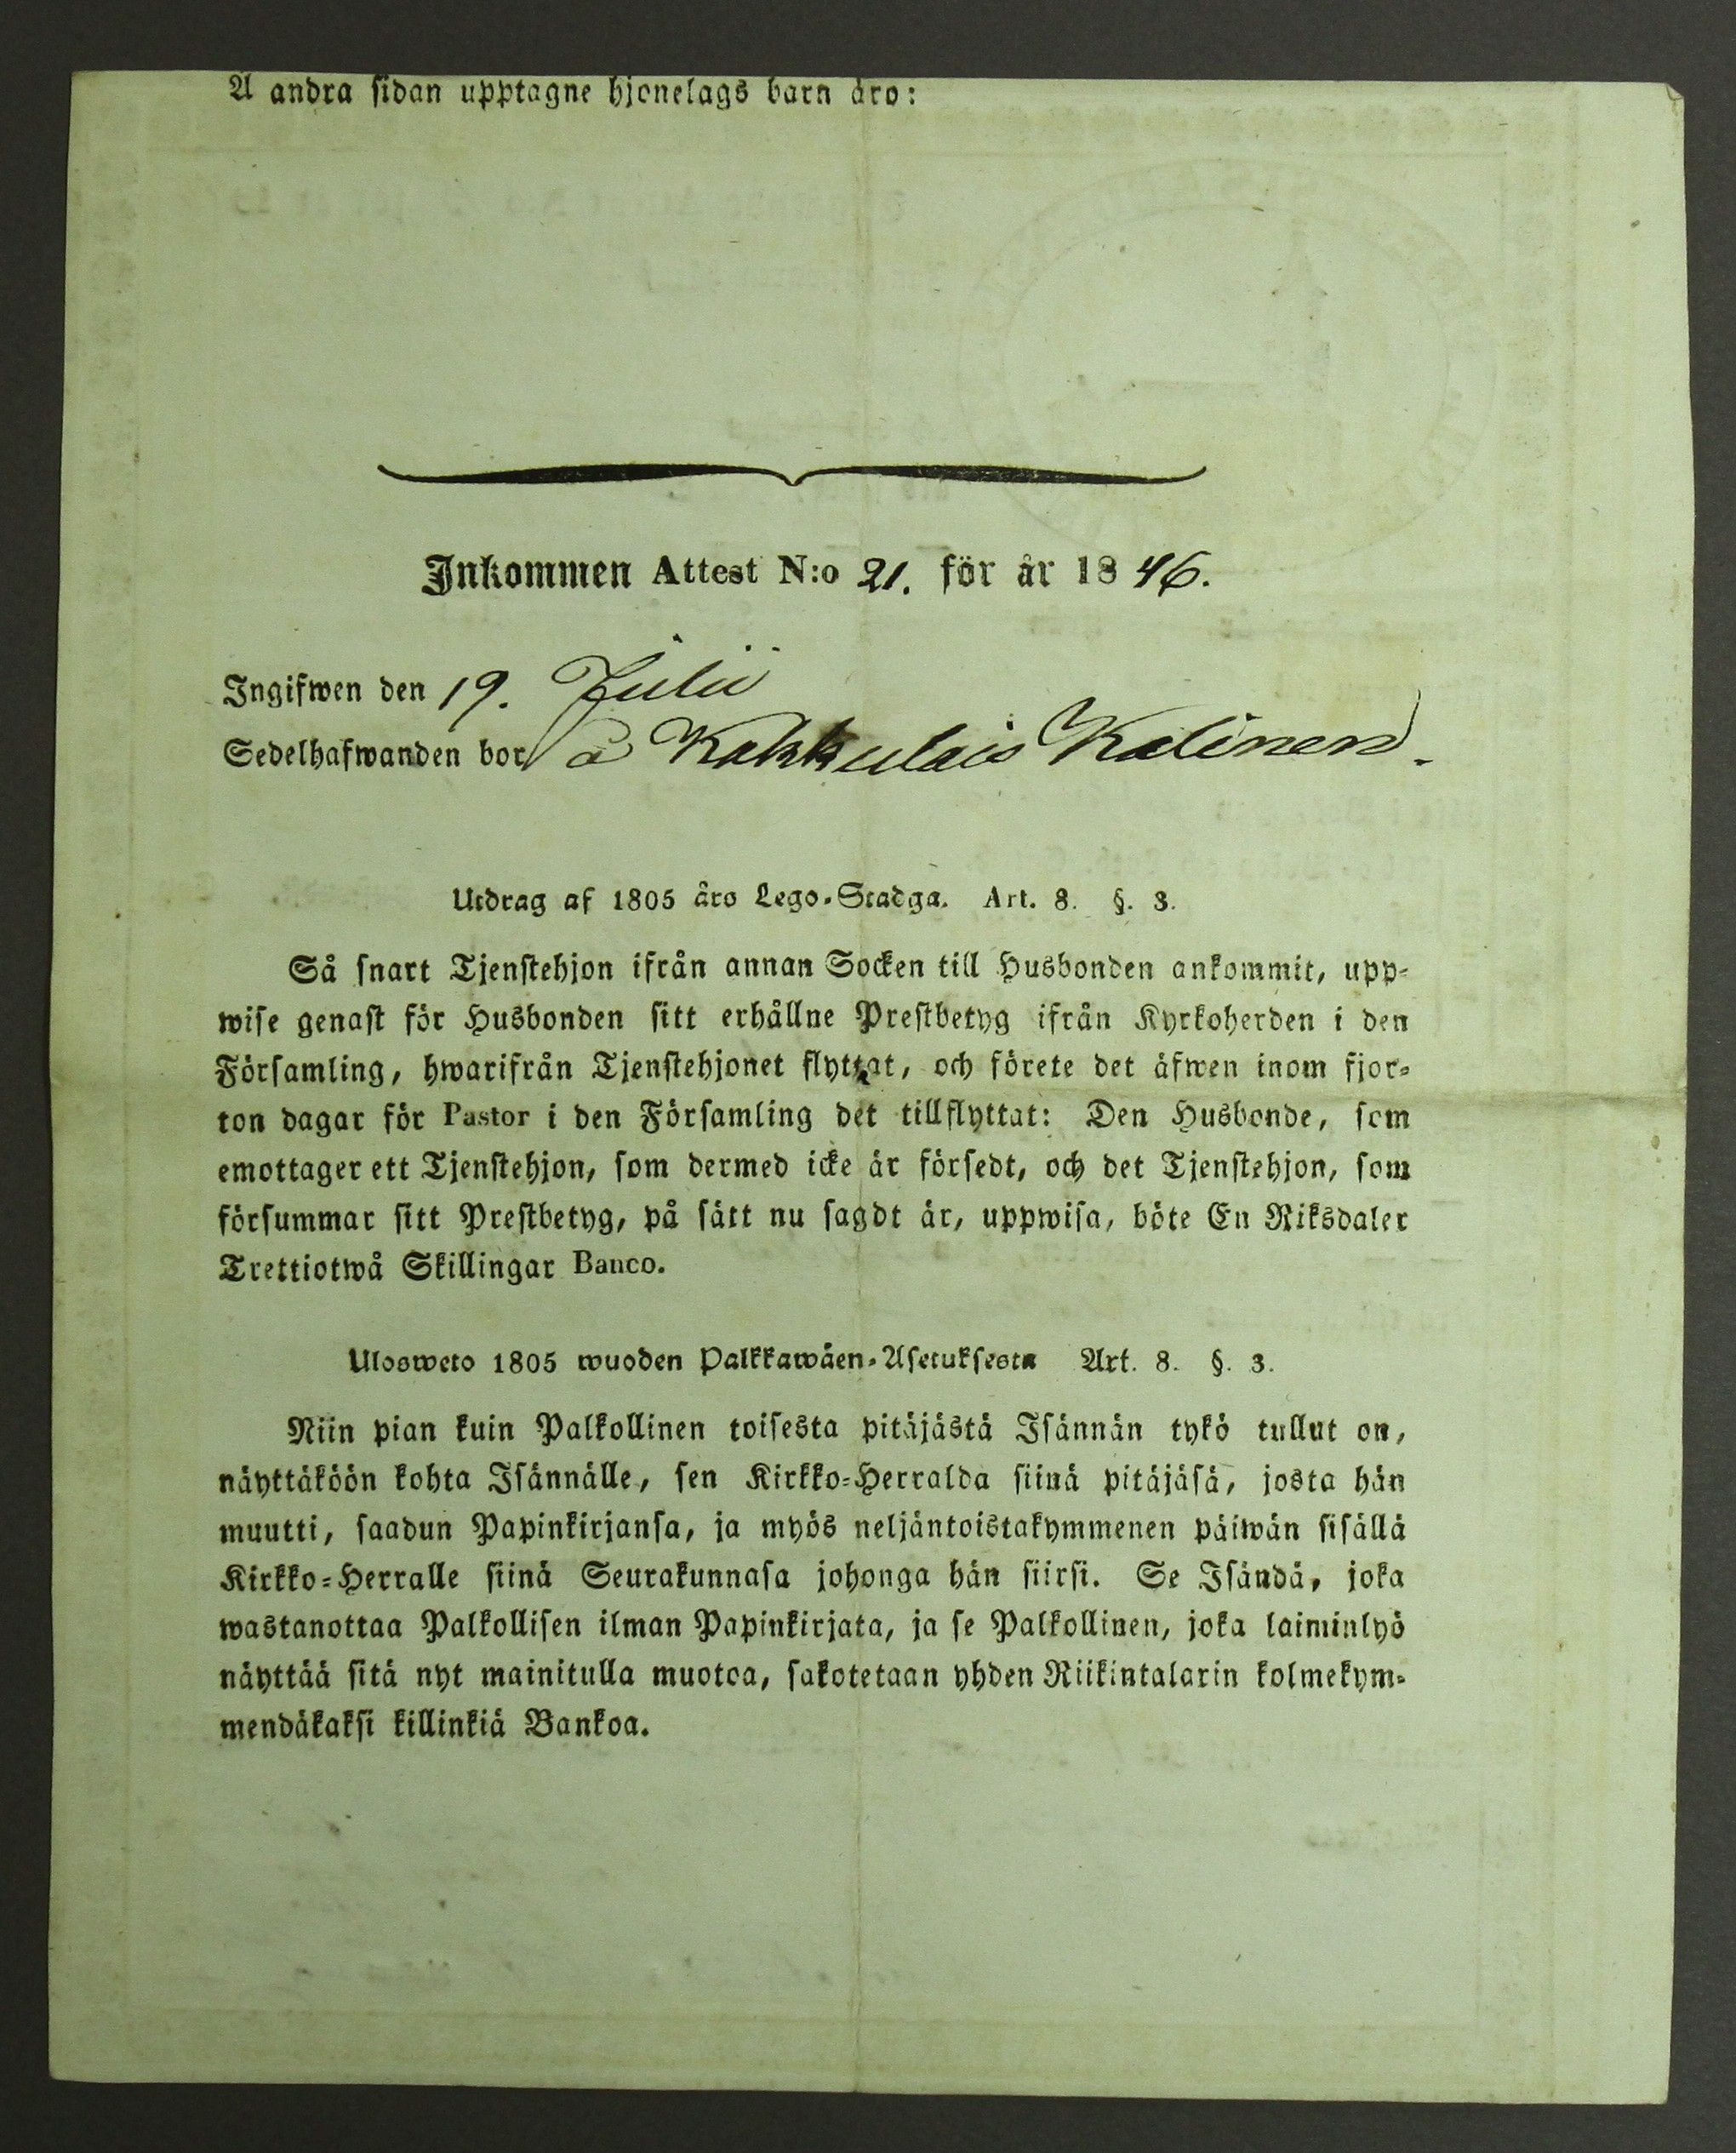 Å andra sidan upptagne hjonelags barn äro:
Inkommen Attest N:o 21. för år 1846.
Ingifwen den 19. Julii
Sedelhafwanden bor å Kakkulais Kalinen.
Utdrag af 1805 års Lego-Stadga. Art. 8. §. 3.
Så snart Tjenstehjon ifrån annan Socken till Husbonden ankommit, upp-
wise genast för Husbonden sitt erhållne Prestbetyg ifrån Kyrkoherden i den
Församling, hwarifrån Tjenstehjonet flyttat, och förete det äfwen inom fjor-
ton dagar för Pastor i den Församling det tillflyttat: Den Husbonde, som
emottager ett Tjenstehjon, som dermed icke är försedt, och det Tjenstehjon, som
försummar sitt Prestbetyg, på sätt nu sagdt är, uppwisa, böte En Riksdaler
Trettiotwå Skillingar Banco.
Ulosweto 1805 wuoden Palkkawäen-Asetuksesta Art. 8. §. 3.
Niin pian kuin Palkollinen toisesta pitäjästä Isännän tykö tullut on,
näyttäköön kohta Isännälle, sen Kirkko-Herralda siinä pitäjäsä, josta hän
muutti, saadun Papinkirjansa, ja myös neljäntoistakymmenen päiwän sisällä
Kirkko-Herralle siinä Seurakunnasa johonga hän siirsi. Se Isändä, joka
wastanottaa Palkollisen ilman Papinkirjata, ja se Palkollinen, joka laiminlyö
näyttää sitä nyt mainitulla muotoa, sakotetaan yhden Riikintalarin kolmekym-
mendäkaksi killinkiä Bankoa.